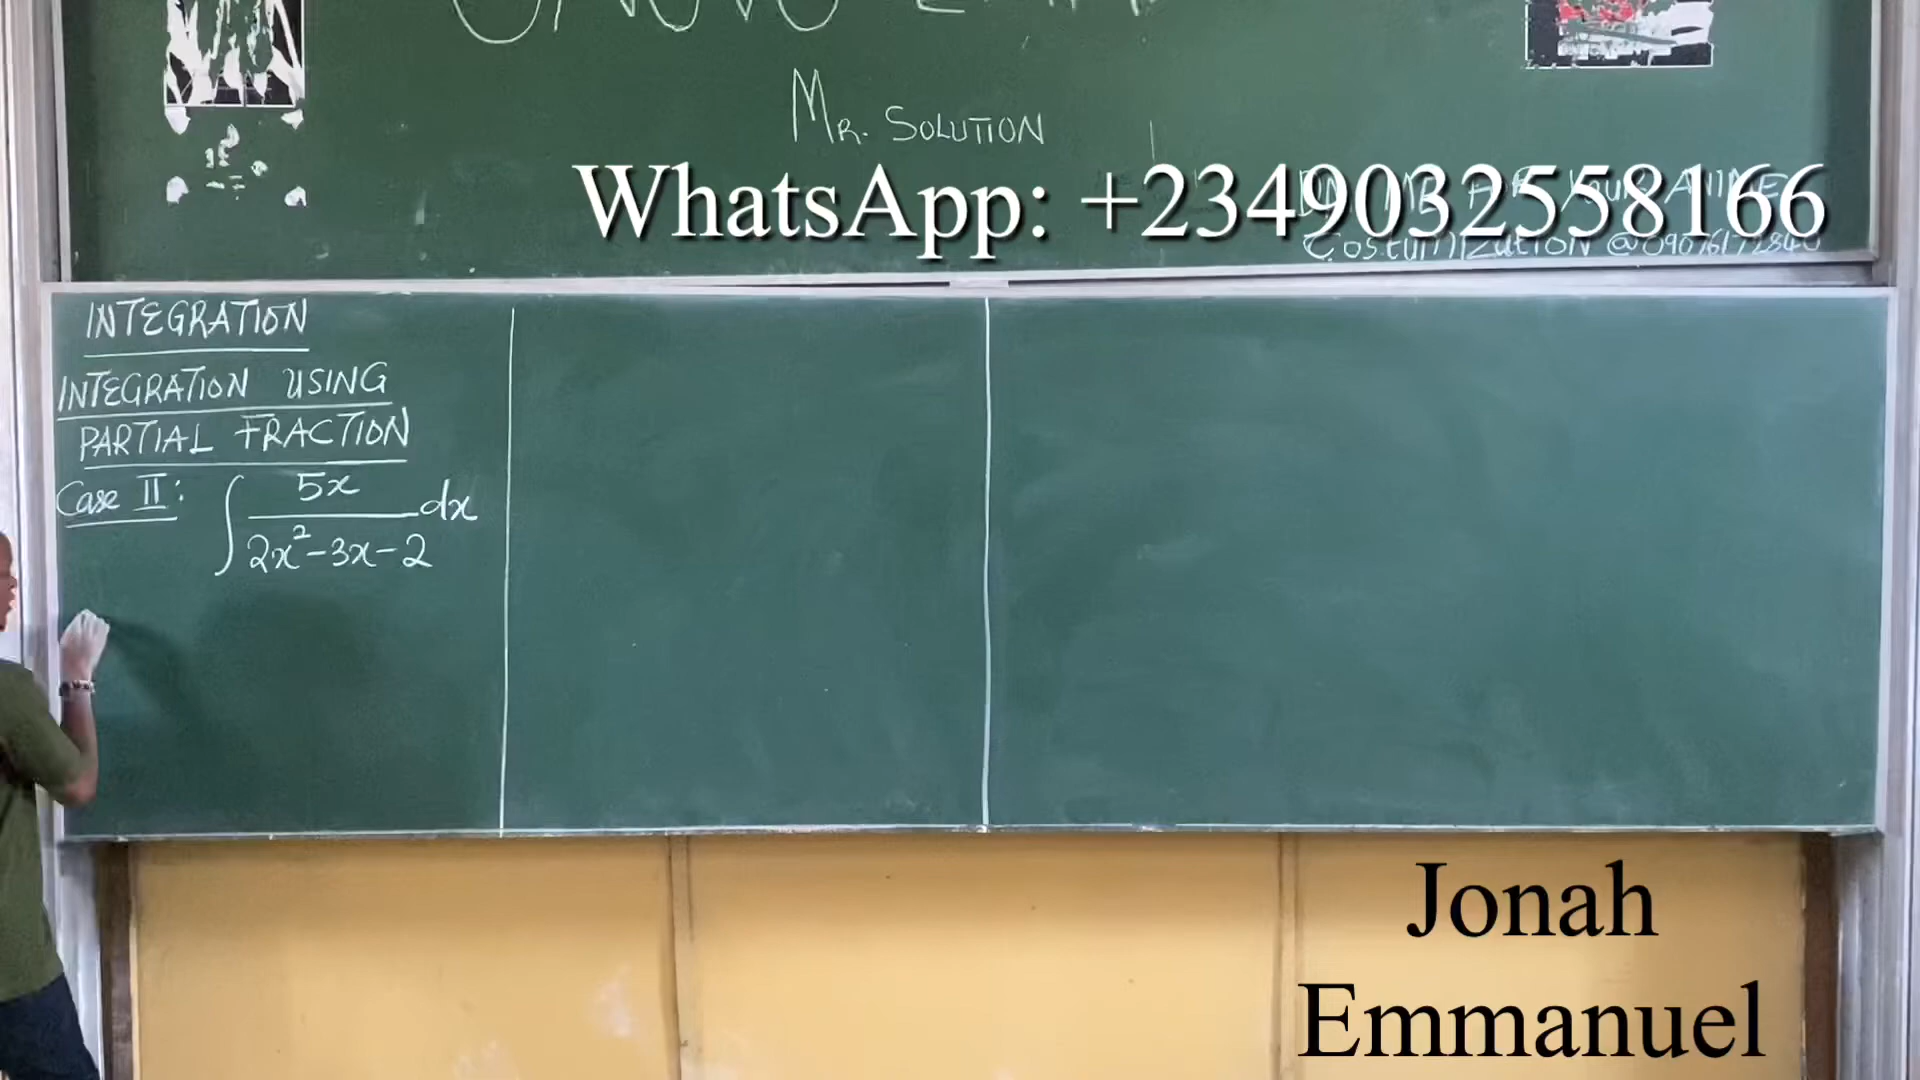 MR. SOLUTION
WhatsApp: +2349032558166
INTEGRATION
INTEGRATION USING
PARTIAL FRACTION
Case II: ∫ 5x / 2x²-3x-2 dx
Jonah
Emmanuel